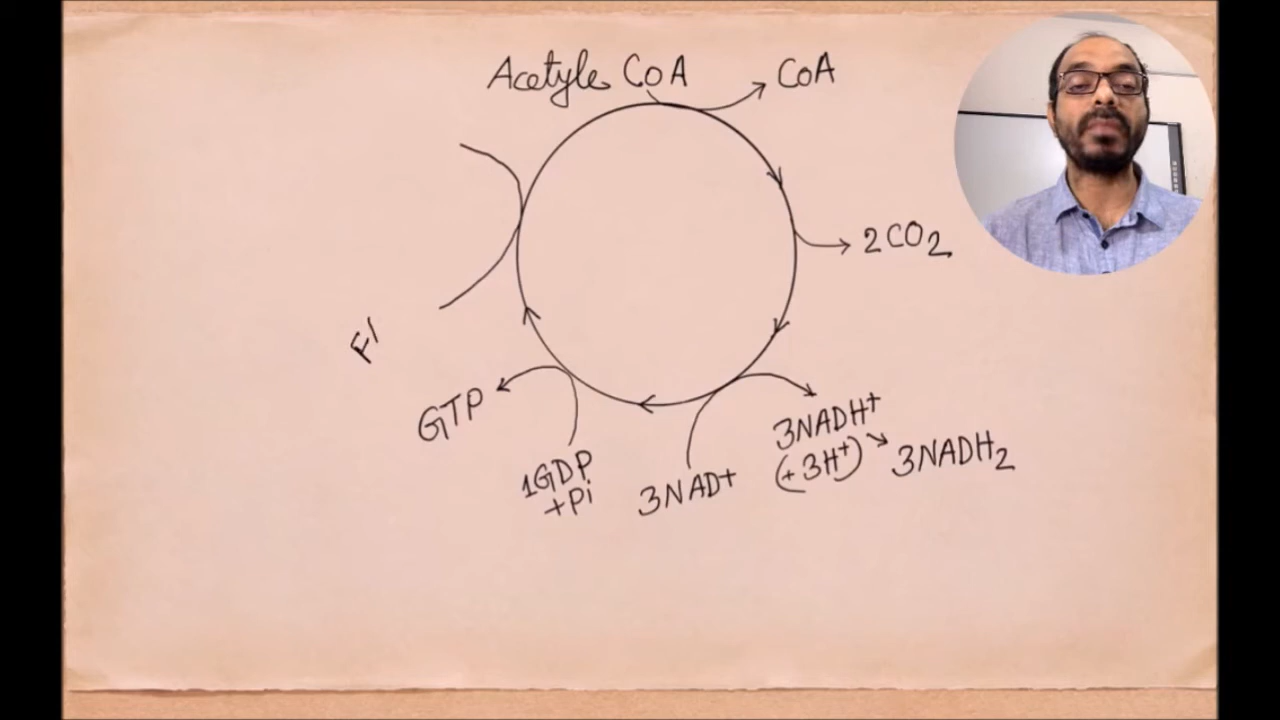 Acetyle CoA
CoA
2CO2
F
GTP
1GDP
+Pi
3NAD+
3NADH+
(+3H+)
3NADH2